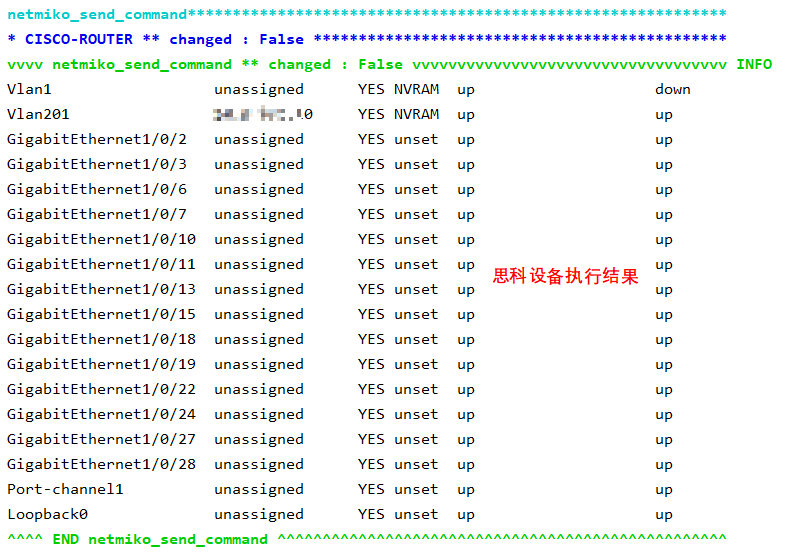 netmiko_send_command************************************************************
* CISCO-ROUTER ** changed : False **********************************************
vvvv netmiko_send_command ** changed : False vvvvvvvvvvvvvvvvvvvvvvvvvvvvvvvvvvv INFO
Vlan1                  unassigned      YES NVRAM  up                    down
Vlan201                YES NVRAM  up                    up
GigabitEthernet1/0/2   unassigned      YES unset  up                    up
GigabitEthernet1/0/3   unassigned      YES unset  up                    up
GigabitEthernet1/0/6   unassigned      YES unset  up                    up
GigabitEthernet1/0/7   unassigned      YES unset  up                    up
GigabitEthernet1/0/10  unassigned      YES unset  up                    up
GigabitEthernet1/0/11  unassigned      YES unset  up                    up
思科设备执行结果
GigabitEthernet1/0/13  unassigned      YES unset  up                    up
GigabitEthernet1/0/15  unassigned      YES unset  up                    up
GigabitEthernet1/0/18  unassigned      YES unset  up                    up
GigabitEthernet1/0/19  unassigned      YES unset  up                    up
GigabitEthernet1/0/22  unassigned      YES unset  up                    up
GigabitEthernet1/0/24  unassigned      YES unset  up                    up
GigabitEthernet1/0/27  unassigned      YES unset  up                    up
GigabitEthernet1/0/28  unassigned      YES unset  up                    up
Port-channel1          unassigned      YES unset  up                    up
Loopback0              unassigned      YES unset  up                    up
^^^^ END netmiko_send_command ^^^^^^^^^^^^^^^^^^^^^^^^^^^^^^^^^^^^^^^^^^^^^^^^^^